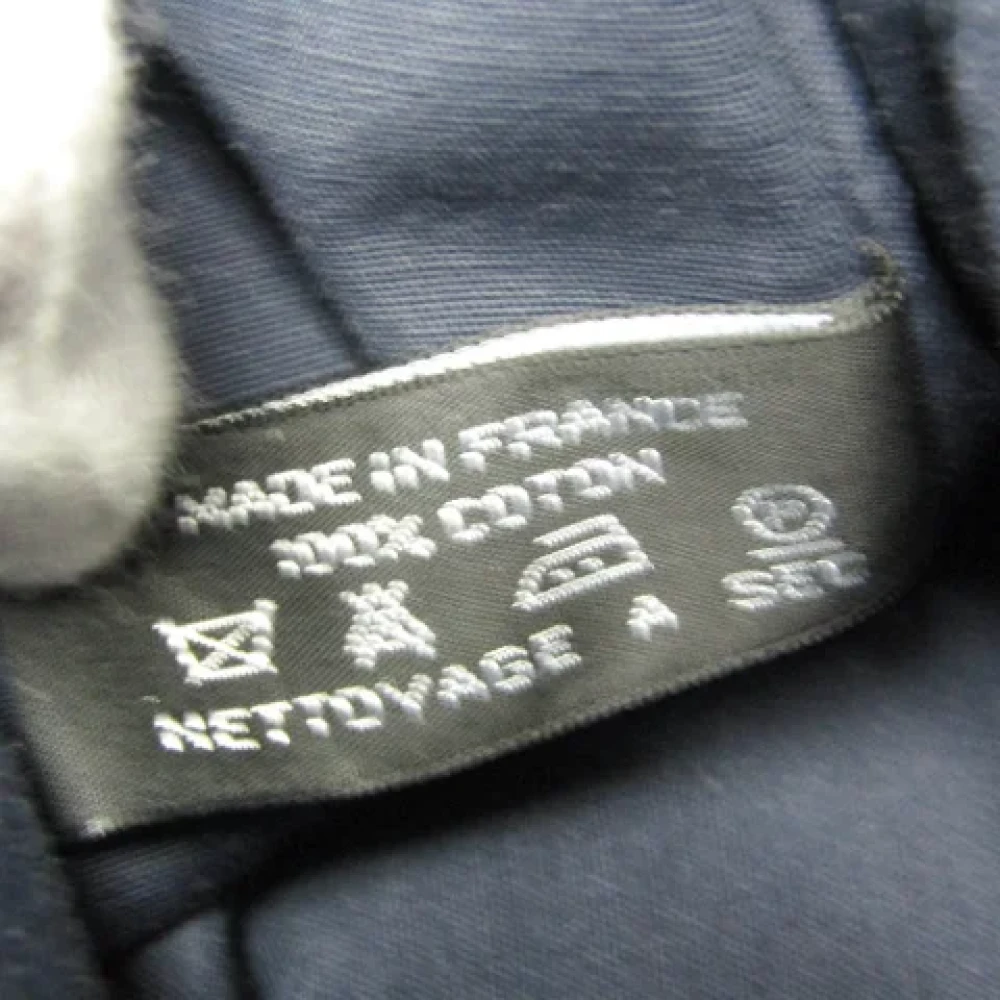 MADE IN FRANCE
100% COTON
P
NETTOYAGE A SEC